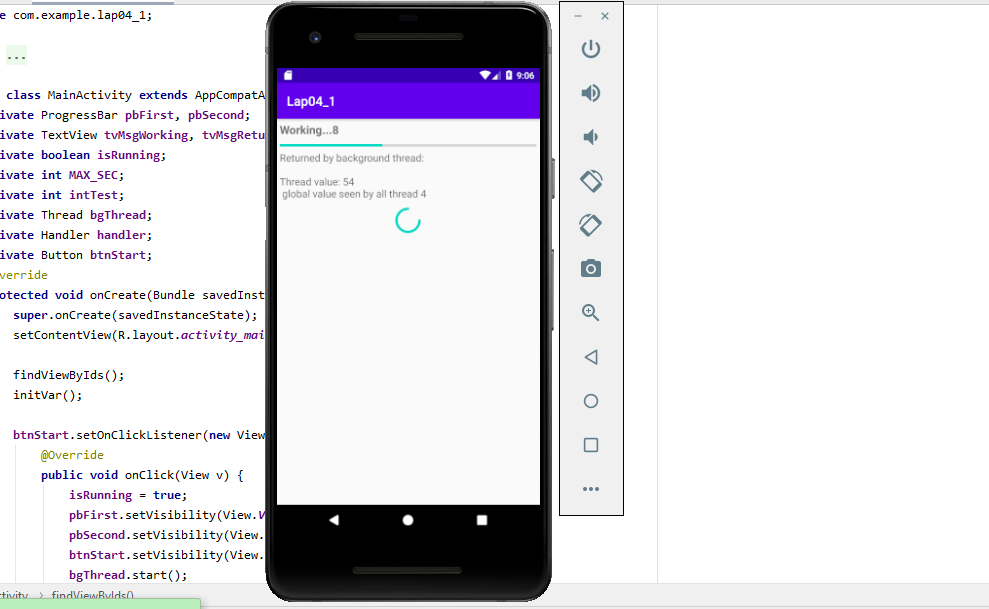 e com.example.lap04_1;
...
class MainActivity extends AppCompatA
ivate ProgressBar pbFirst, pbSecond;
ivate TextView tvMsgWorking, tvMsgRetu
ivate boolean isRunning;
ivate int MAX_SEC;
ivate int intTest;
ivate Thread bgThread;
ivate Handler handler;
ivate Button btnStart;
verride
otected void onCreate(Bundle savedInst
super.onCreate(savedInstanceState);
setContentView(R.layout.activity_mai
findViewByIds();
initVar();
btnStart.setOnClickListener(new View
@Override
public void onClick(View v) {
isRunning = true;
pbFirst.setVisibility(View.V
pbSecond.setVisibility(View.
btnStart.setVisibility(View.
bgThread.start();
ctivity > findViewByIds()
9:06
Lap04_1
Working...8
Returned by background thread:
Thread value: 54
global value seen by all thread 4